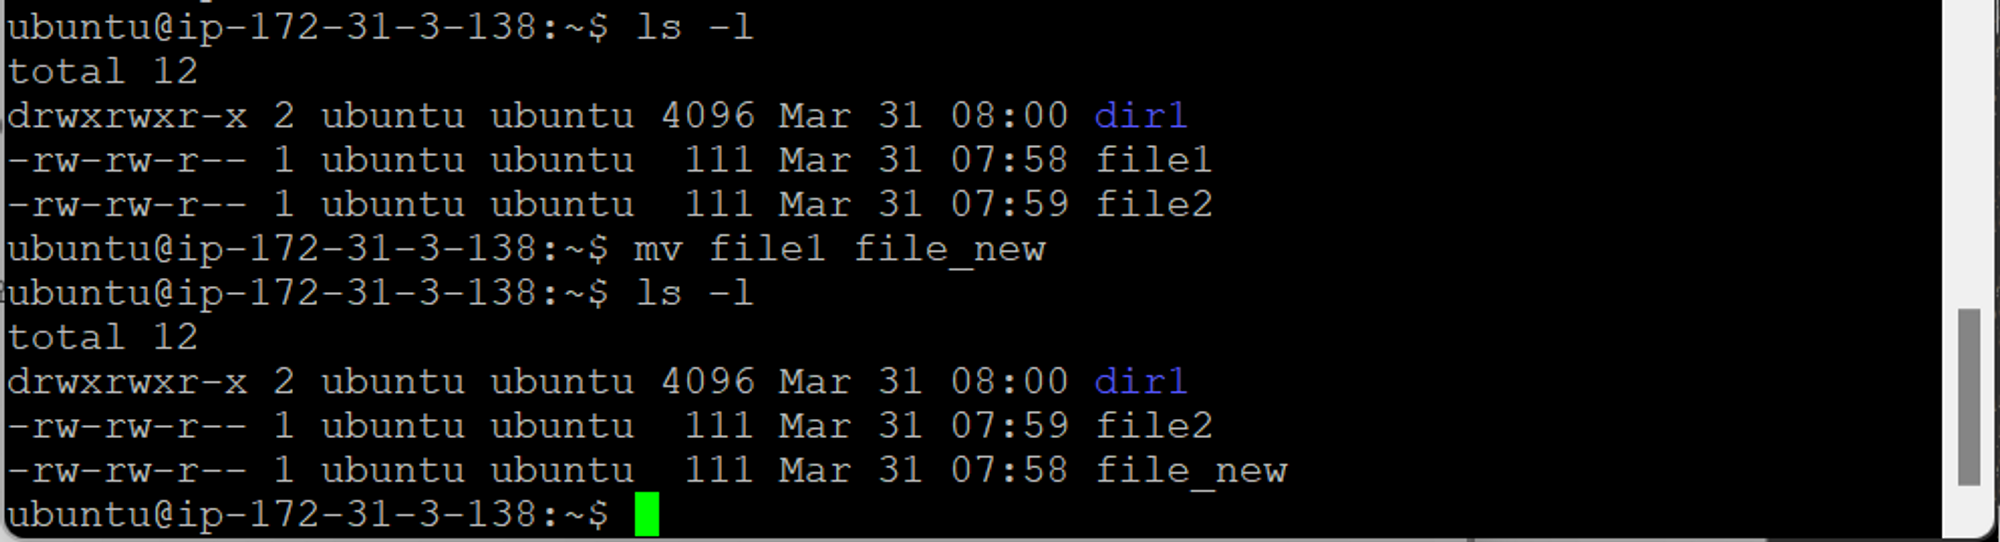 ubuntu@ip-172-31-3-138:~$ ls -l
total 12
drwxrwxr-x 2 ubuntu ubuntu 4096 Mar 31 08:00 dir1
-rw-rw-r-- 1 ubuntu ubuntu  111 Mar 31 07:58 file1
-rw-rw-r-- 1 ubuntu ubuntu  111 Mar 31 07:59 file2
ubuntu@ip-172-31-3-138:~$ mv file1 file_new
ubuntu@ip-172-31-3-138:~$ ls -l
total 12
drwxrwxr-x 2 ubuntu ubuntu 4096 Mar 31 08:00 dir1
-rw-rw-r-- 1 ubuntu ubuntu  111 Mar 31 07:59 file2
-rw-rw-r-- 1 ubuntu ubuntu  111 Mar 31 07:58 file_new
ubuntu@ip-172-31-3-138:~$